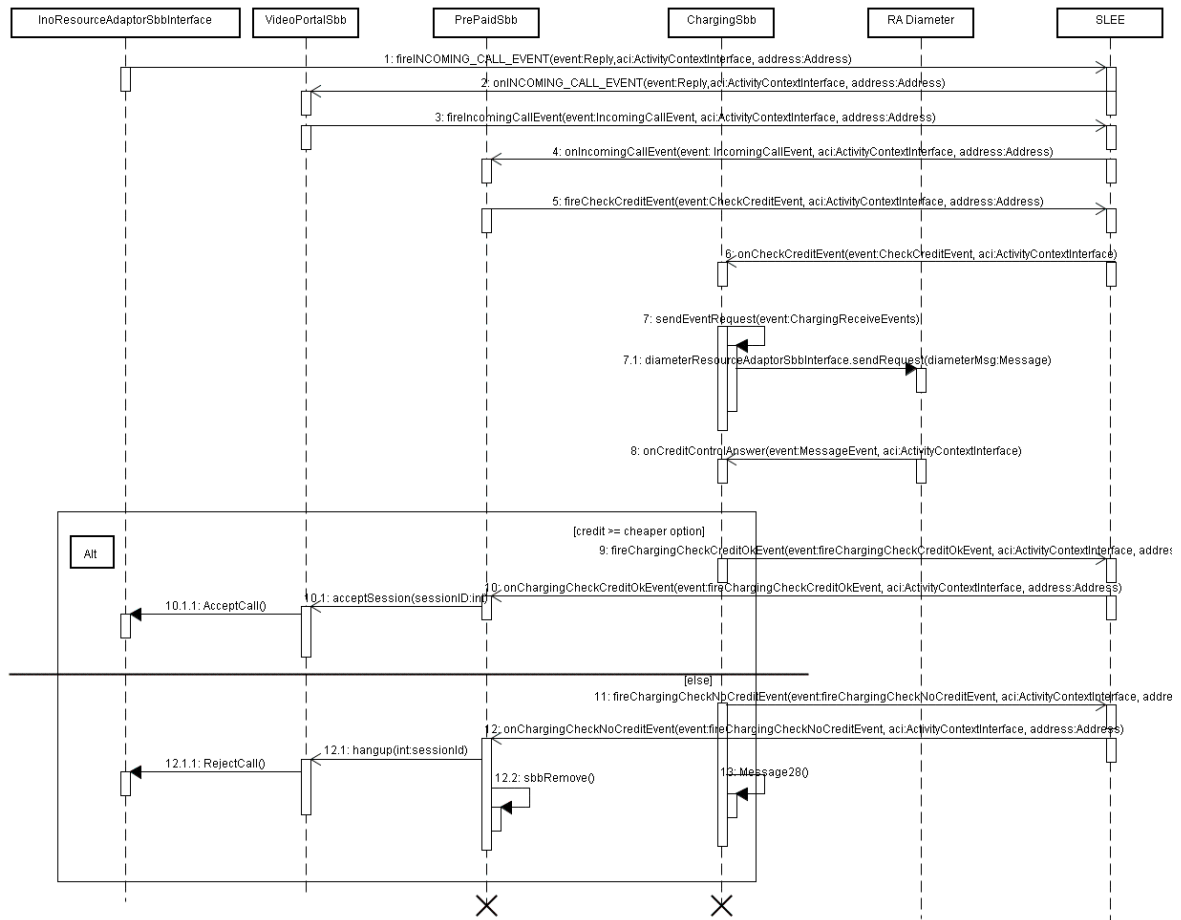 InoResourceAdaptorSbbInterface
VideoPortalSbb
PrePaidSbb
ChargingSbb
RA Diameter
SLEE
1: fireINCOMING_CALL_EVENT(event:Reply,aci:ActivityContextInterface, address:Address)
2: onINCOMING_CALL_EVENT(event:Reply,aci:ActivityContextInterface, address:Address)
3: fireIncomingCallEvent(event:IncomingCallEvent, aci:ActivityContextInterface, address:Address)
4: onIncomingCallEvent(event: IncomingCallEvent, aci:ActivityContextInterface, address:Address)
5: fireCheckCreditEvent(event:CheckCreditEvent, aci:ActivityContextInterface, address:Address)
6: onCheckCreditEvent(event:CheckCreditEvent, aci:ActivityContextInterface)
7: sendEventRequest(event:ChargingReceiveEvents)
7.1: diameterResourceAdaptorSbbInterface.sendRequest(diameterMsg:Message)
8: onCreditControlAnswer(event:MessageEvent, aci:ActivityContextInterface)
[credit >= cheaper option]
Alt
9: fireChargingCheckCreditOkEvent(event:fireChargingCheckCreditOkEvent, aci:ActivityContextInterface, addres
10: onChargingCheckCreditOkEvent(event:fireChargingCheckCreditOkEvent, aci:ActivityContextInterface, address:Address)
10.1: acceptSession(sessionID:int)
10.1.1: AcceptCall()
[else]
11: fireChargingCheckNoCreditEvent(event:fireChargingCheckNoCreditEvent, aci:ActivityContextInterface, addre
12: onChargingCheckNoCreditEvent(event:fireChargingCheckNoCreditEvent, aci:ActivityContextInterface, address:Address)
12.1: hangup(int:sessionId)
12.1.1: RejectCall()
12.2: sbbRemove()
13: Message28()